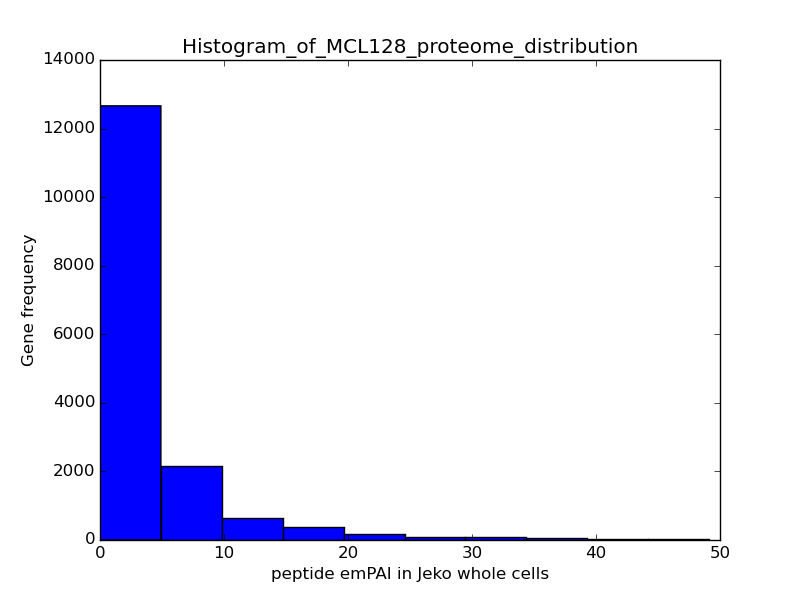 Histogram_of_MCL128_proteome_distribution
14000
12000
10000
8000
6000
4000
2000
0
Gene frequency
0 10 20 30 40 50
peptide emPAI in Jeko whole cells